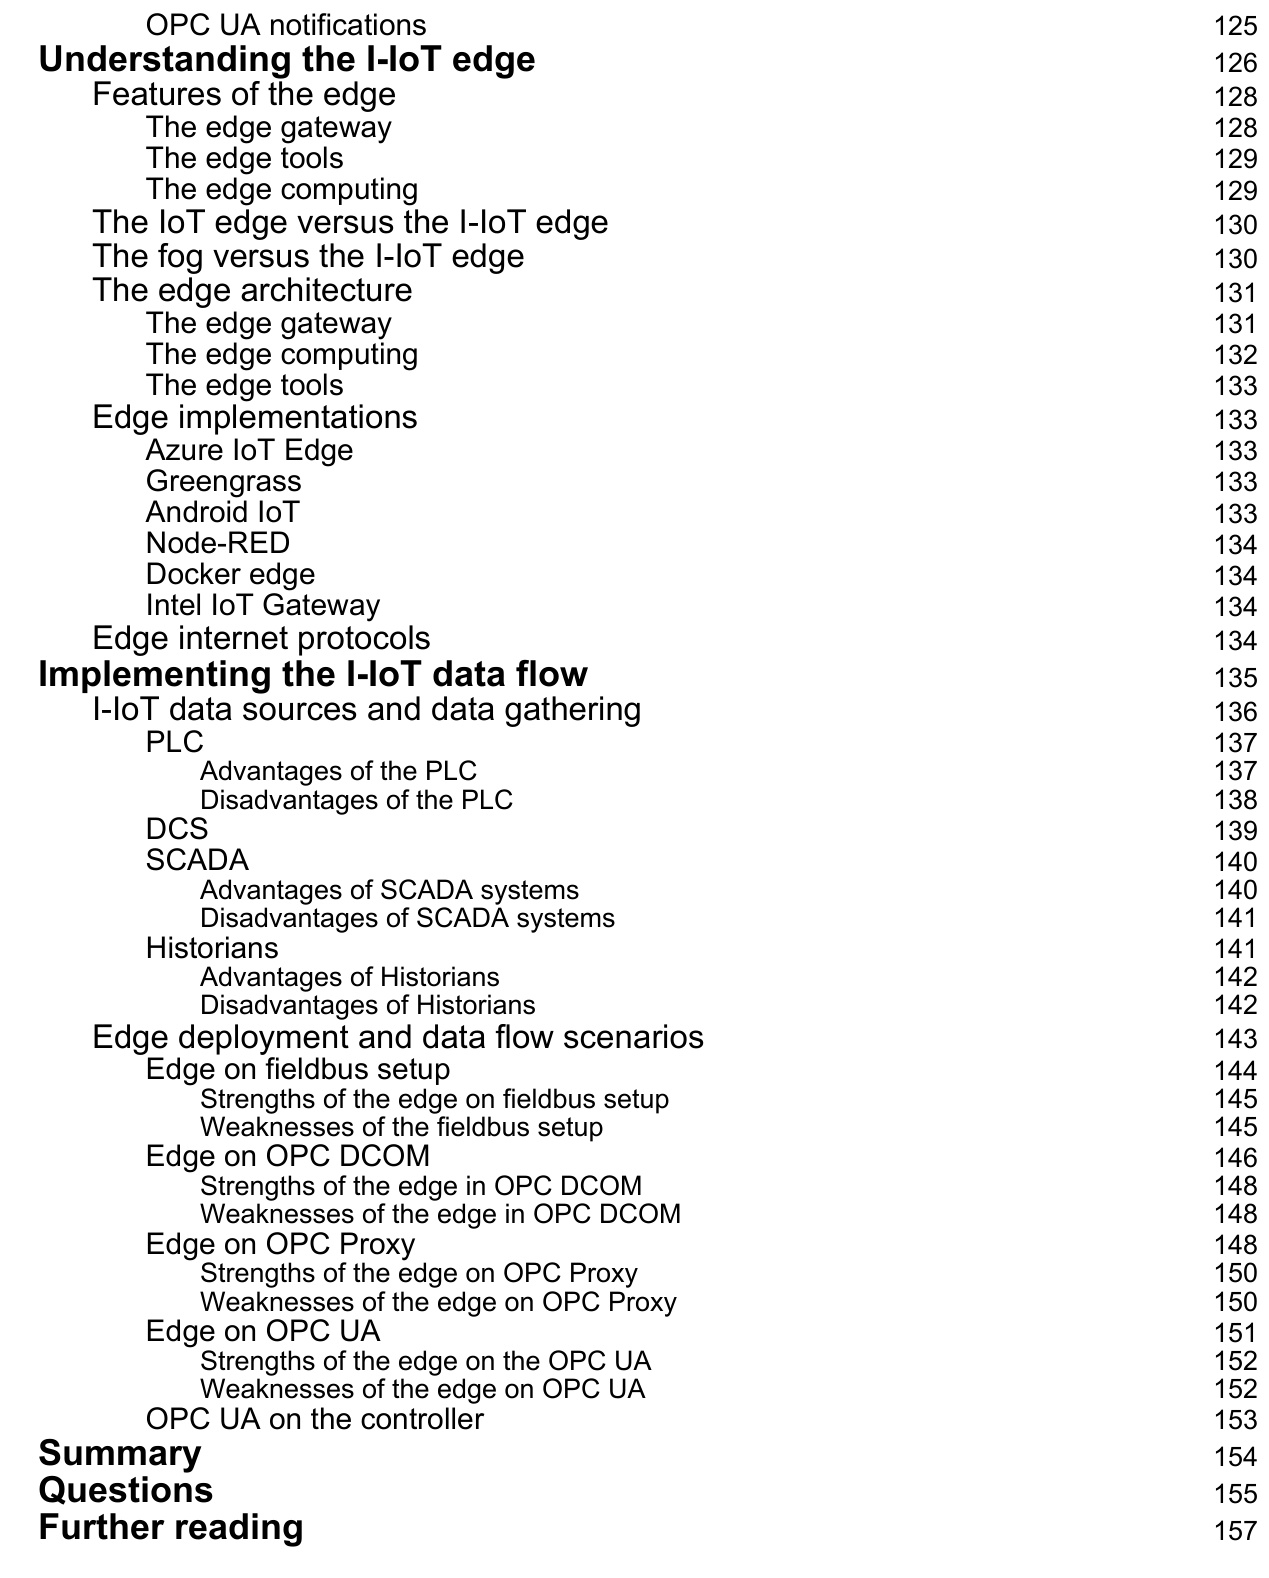 OPC UA notifications 125
Understanding the I-IoT edge 126
Features of the edge 128
The edge gateway 128
The edge tools 129
The edge computing 129
The IoT edge versus the I-IoT edge 130
The fog versus the I-IoT edge 130
The edge architecture 131
The edge gateway 131
The edge computing 132
The edge tools 133
Edge implementations 133
Azure IoT Edge 133
Greengrass 133
Android IoT 133
Node-RED 134
Docker edge 134
Intel IoT Gateway 134
Edge internet protocols 134
Implementing the I-IoT data flow 135
I-IoT data sources and data gathering 136
PLC 137
Advantages of the PLC 137
Disadvantages of the PLC 138
DCS 139
SCADA 140
Advantages of SCADA systems 140
Disadvantages of SCADA systems 141
Historians 141
Advantages of Historians 142
Disadvantages of Historians 142
Edge deployment and data flow scenarios 143
Edge on fieldbus setup 144
Strengths of the edge on fieldbus setup 145
Weaknesses of the fieldbus setup 145
Edge on OPC DCOM 146
Strengths of the edge in OPC DCOM 148
Weaknesses of the edge in OPC DCOM 148
Edge on OPC Proxy 148
Strengths of the edge on OPC Proxy 150
Weaknesses of the edge on OPC Proxy 150
Edge on OPC UA 151
Strengths of the edge on the OPC UA 152
Weaknesses of the edge on OPC UA 152
OPC UA on the controller 153
Summary 154
Questions 155
Further reading 157